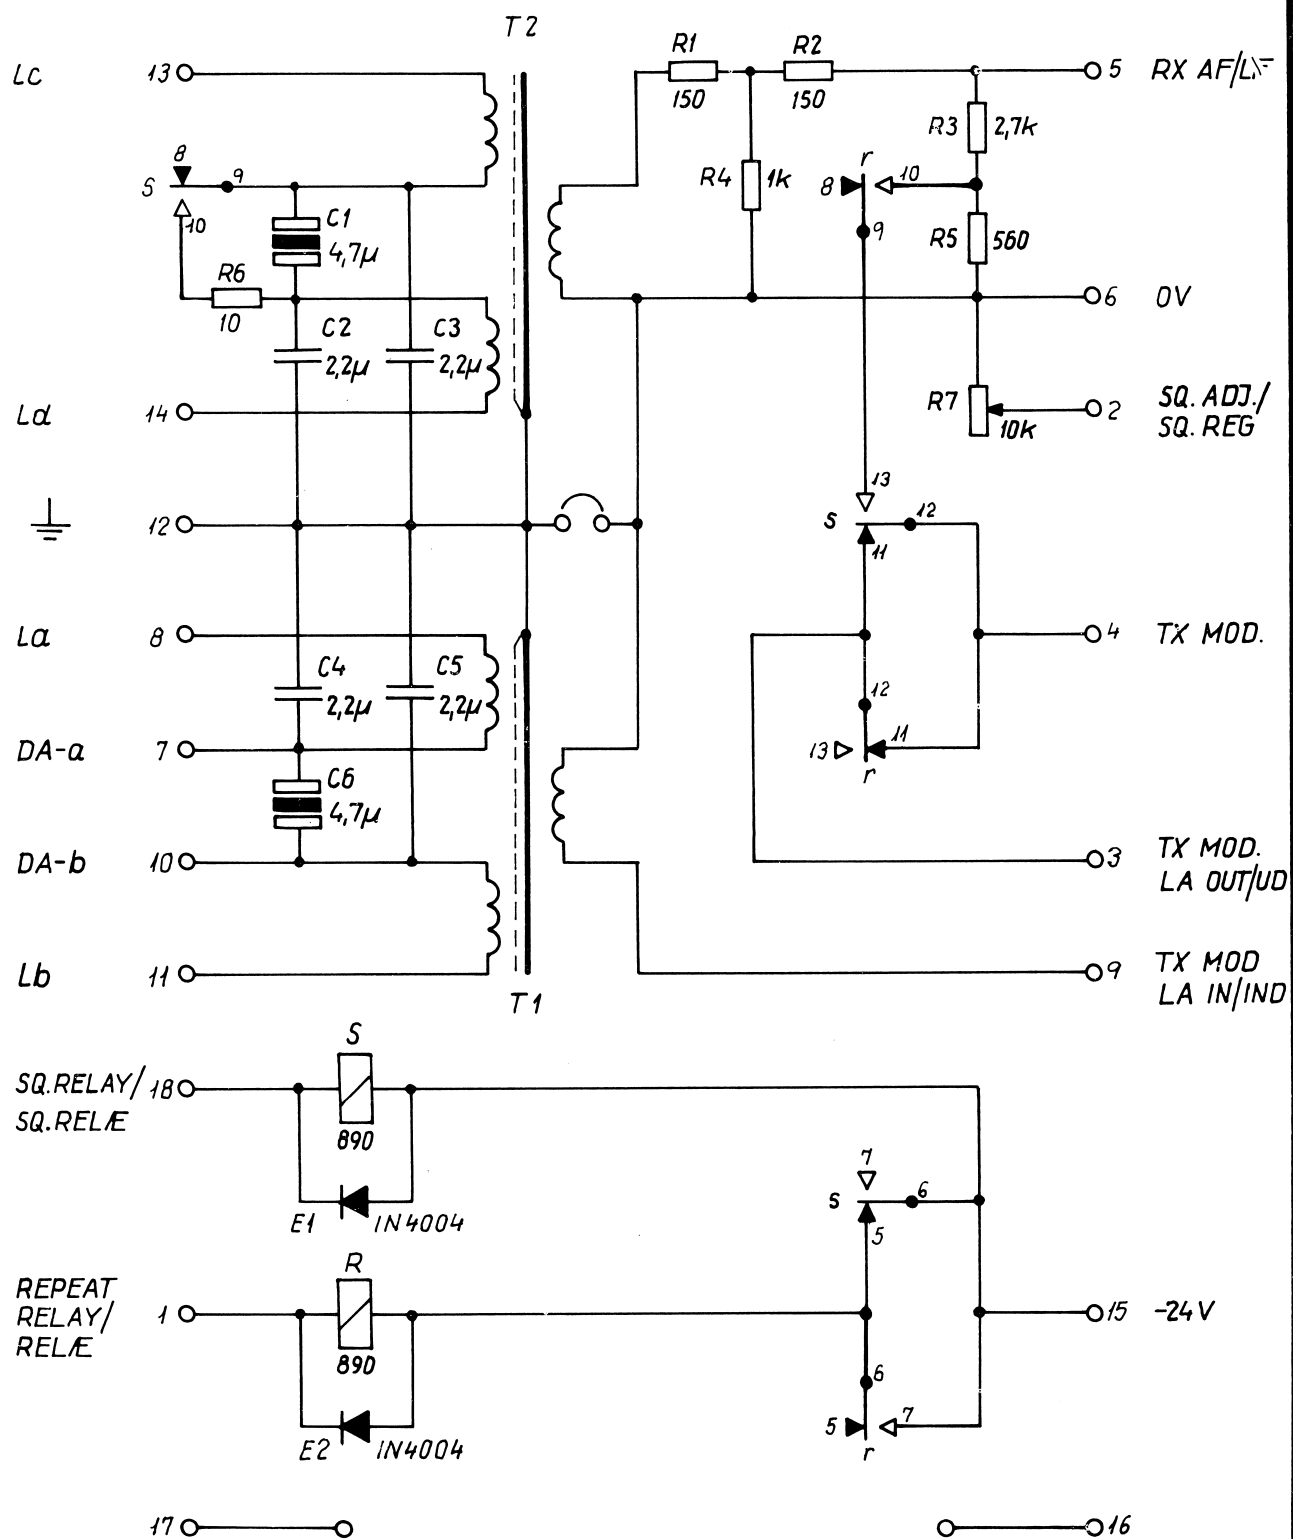 T2
Lc
13
R1
150
R2
150
5
RX AF/LF
R3
2,7k
8
S
9
10
C1
4,7µ
R4
1k
r
8
10
9
R5
560
R6
10
6
0V
C2
2,2µ
C3
2,2µ
Ld
14
R7
10k
2
SQ. ADJ./
SQ. REG
12
13
s
12
11
La
8
4
TX MOD.
C4
2,2µ
C5
2,2µ
12
DA-a
7
13
11
r
C6
4,7µ
DA-b
10
3
TX MOD.
LA OUT/UD
Lb
11
T1
9
TX MOD
LA IN/IND
S
SQ.RELAY/
SQ.RELÆ
18
890
E1
IN4004
7
s
6
5
R
REPEAT
RELAY/
RELÆ
1
890
E2
IN4004
15
-24V
6
5
7
r
17
16